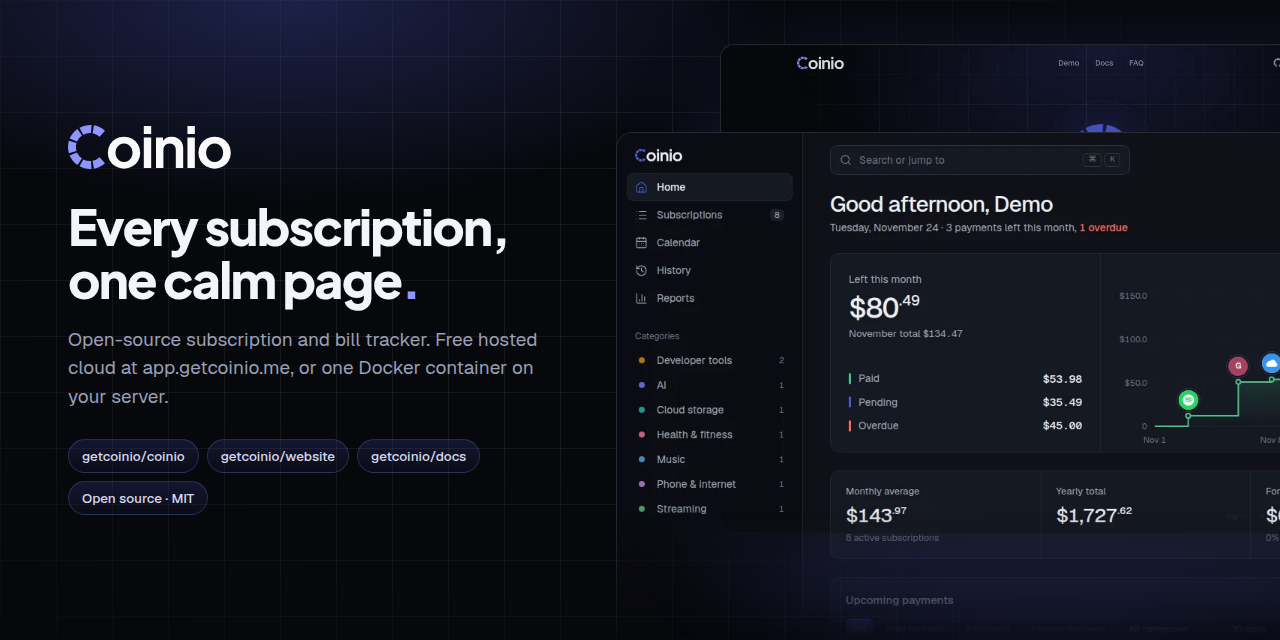 Coinio
Every subscription,
one calm page.
Open-source subscription and bill tracker. Free hosted
cloud at app.getcoinio.me, or one Docker container on
your server.
getcoinio/coinio
getcoinio/website
getcoinio/docs
Open source · MIT
Coinio
Demo
Docs
FAQ
Coinio
Home
Subscriptions 8
Calendar
History
Reports
Categories
Developer tools 2
AI 1
Cloud storage 1
Health & fitness 1
Music 1
Phone & internet 1
Streaming 1
Search or jump to
⌘ K
Good afternoon, Demo
Tuesday, November 24 · 3 payments left this month, 1 overdue
Left this month
$80.49
November total $134.47
Paid $53.98
Pending $35.49
Overdue $45.00
$150.0
$100.0
$50.0
0
G
Nov 1
Nov
Monthly average
$143.97
8 active subscriptions
Yearly total
$1,727.62
For
0%
Upcoming payments